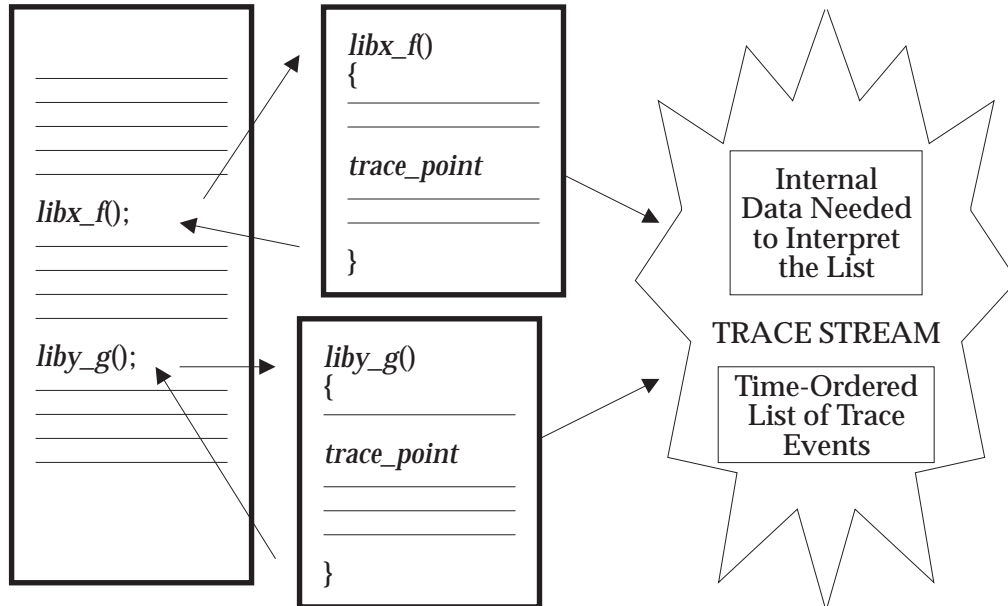 libx_f();
liby_g();
libx_f()
{
trace_point
}
liby_g()
{
trace_point
}
Internal
Data Needed
to Interpret
the List
TRACE STREAM
Time-Ordered
List of Trace
Events